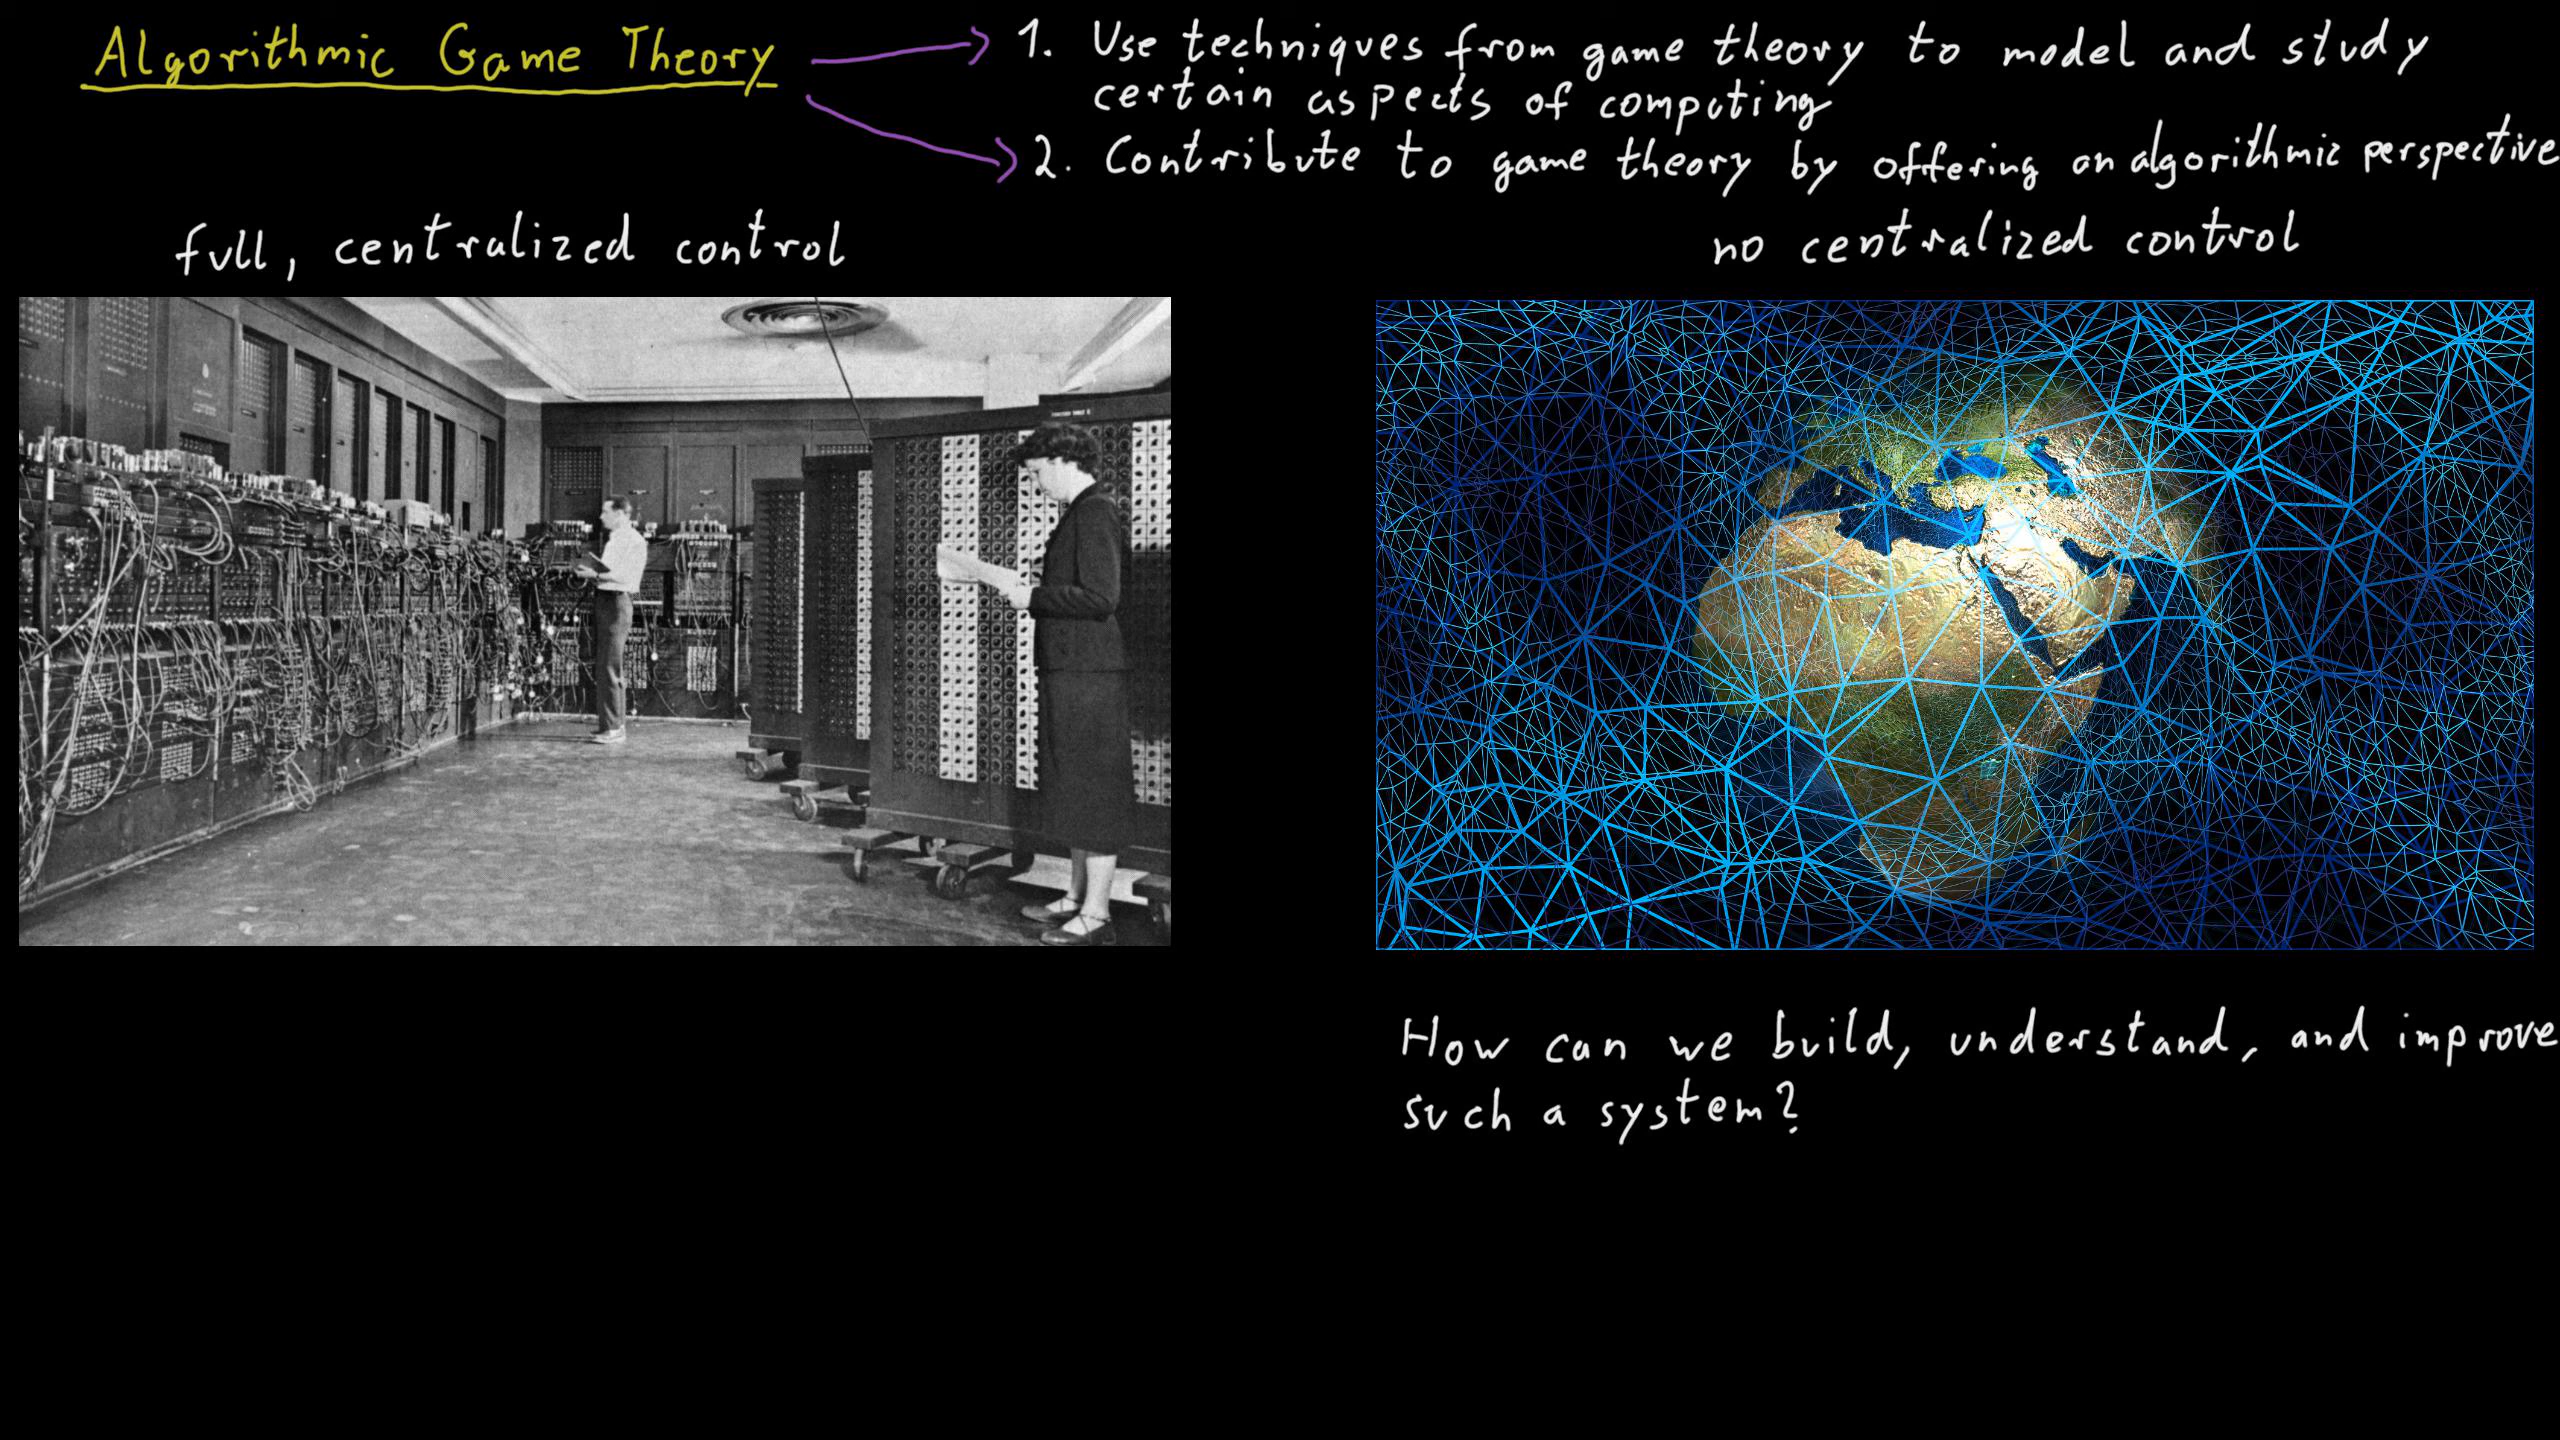 Algorithmic Game Theory
1. Use techniques from game theory to model and study
certain aspects of computing
2. Contribute to game theory by offering an algorithmic perspective
full, centralized control
no centralized control
How can we build, understand, and improve
such a system?